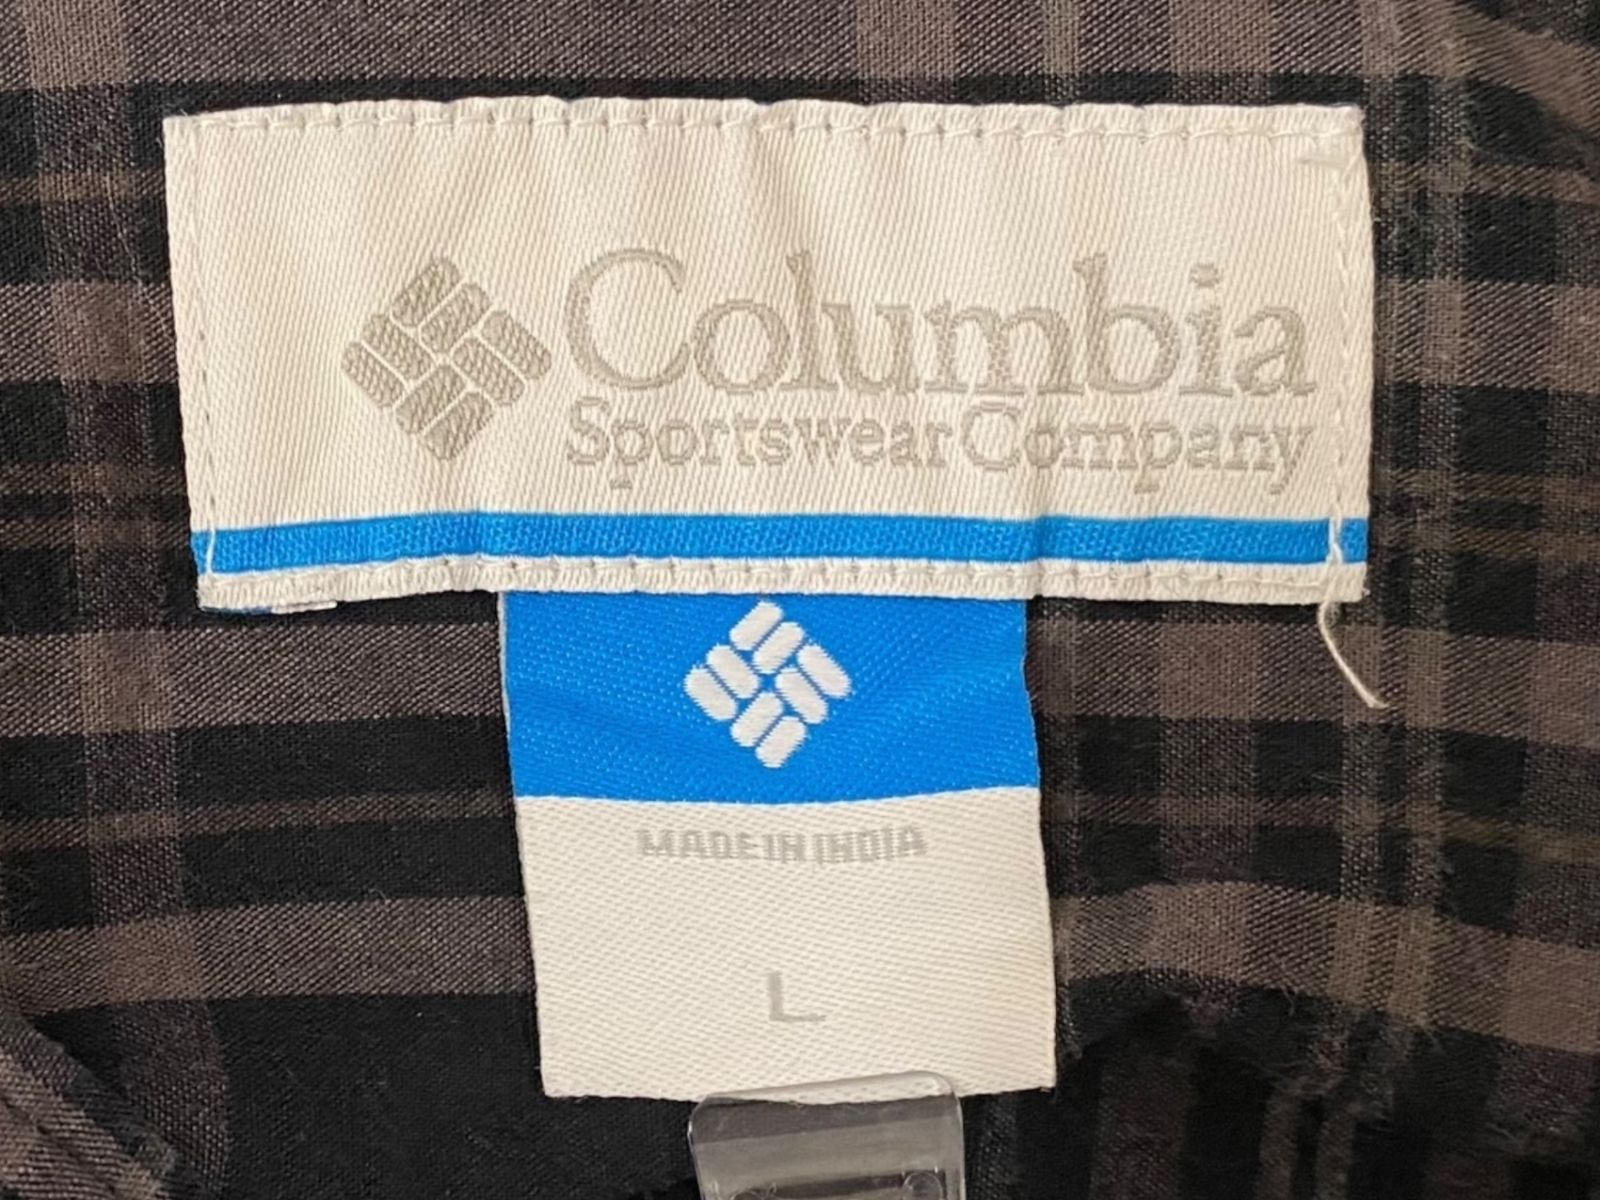 Columbia
Sportswear Company
MADE IN INDIA
L